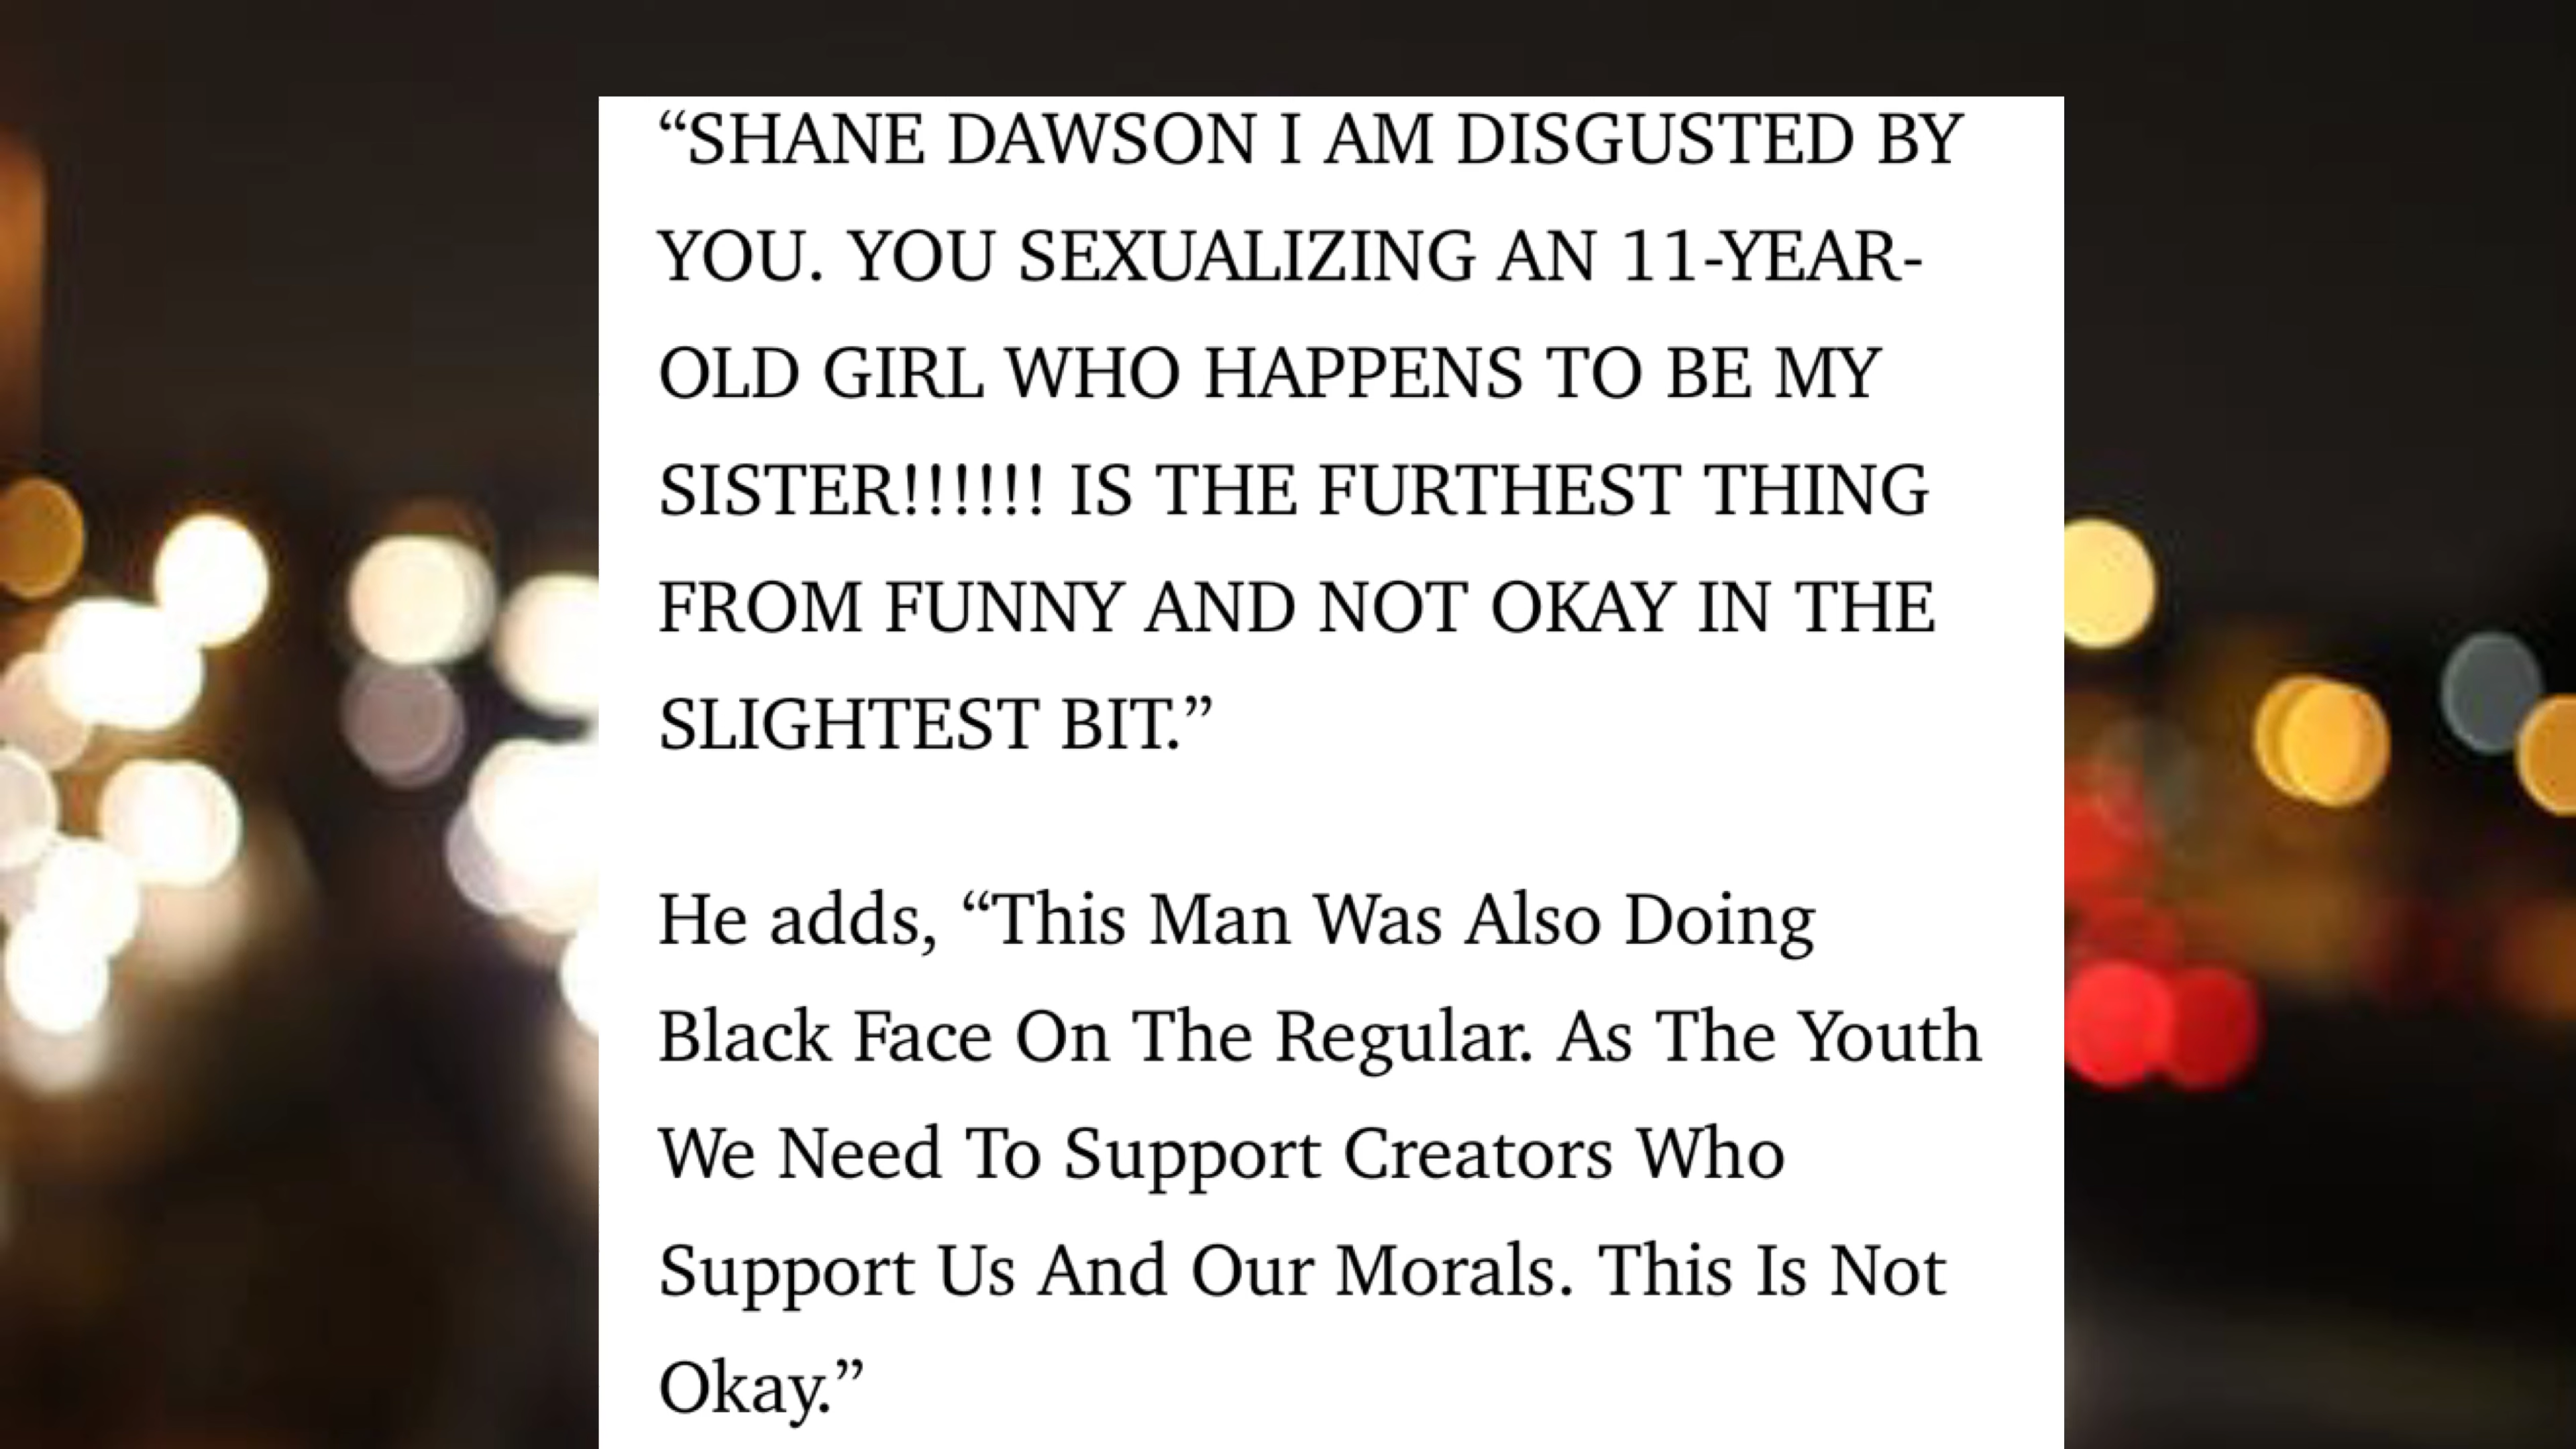 “SHANE DAWSON I AM DISGUSTED BY
YOU. YOU SEXUALIZING AN 11-YEAR-
OLD GIRL WHO HAPPENS TO BE MY
SISTER!!!!!! IS THE FURTHEST THING
FROM FUNNY AND NOT OKAY IN THE
SLIGHTEST BIT.”
He adds, “This Man Was Also Doing
Black Face On The Regular. As The Youth
We Need To Support Creators Who
Support Us And Our Morals. This Is Not
Okay.”